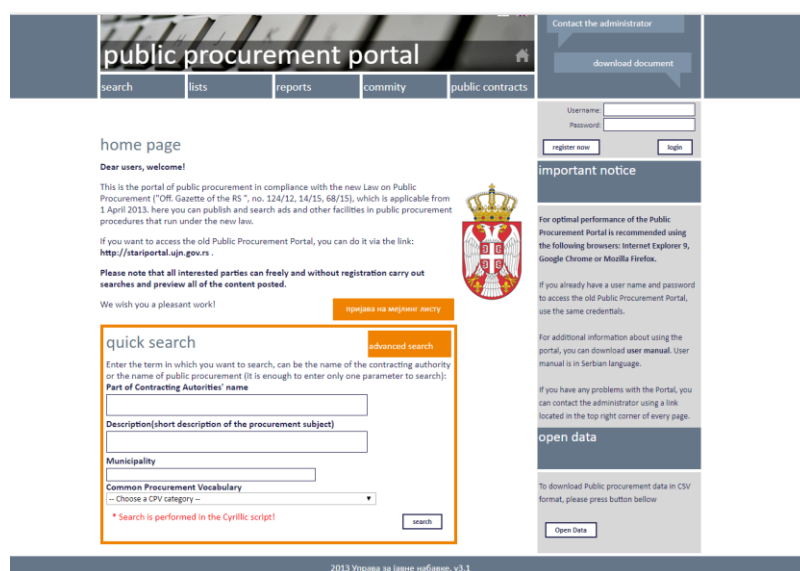 Contact the administrator
download document
public procurement portal
search lists reports commity public contracts
Username:
Password:
register now login
home page
Dear users, welcome!
This is the portal of public procurement in compliance with the new Law on Public
Procurement ("Off. Gazette of the RS ", no. 124/12, 14/15, 68/15), which is applicable from
1 April 2013. here you can publish and search ads and other facilities in public procurement
procedures that run under the new law.
If you want to access the old Public Procurement Portal, you can do it via the link:
http://stariportal.ujn.gov.rs .
Please note that all interested parties can freely and without registration carry out
searches and preview all of the content posted.
We wish you a pleasant work!
пријава на мејлинг листу
quick search
advanced search
Enter the term in which you want to search, can be the name of the contracting authority
or the name of public procurement (it is enough to enter only one parameter to search):
Part of Contracting Autorities' name
Description(short description of the procurement subject)
Municipality
Common Procurement Vocabulary
-- Choose a CPV category --
* Search is performed in the Cyrillic script!
search
important notice
For optimal performance of the Public
Procurement Portal is recommended using
the following browsers: Internet Explorer 9,
Google Chrome or Mozilla Firefox.
If you already have a user name and password
to access the old Public Procurement Portal,
use the same credentials.
For additional information about using the
portal, you can download user manual. User
manual is in Serbian language.
If you have any problems with the Portal, you
can contact the administrator using a link
located in the top right corner of every page.
open data
To download Public procurement data in CSV
format, please press button bellow
Open Data
2013 Управа за јавне набавке, v3.1